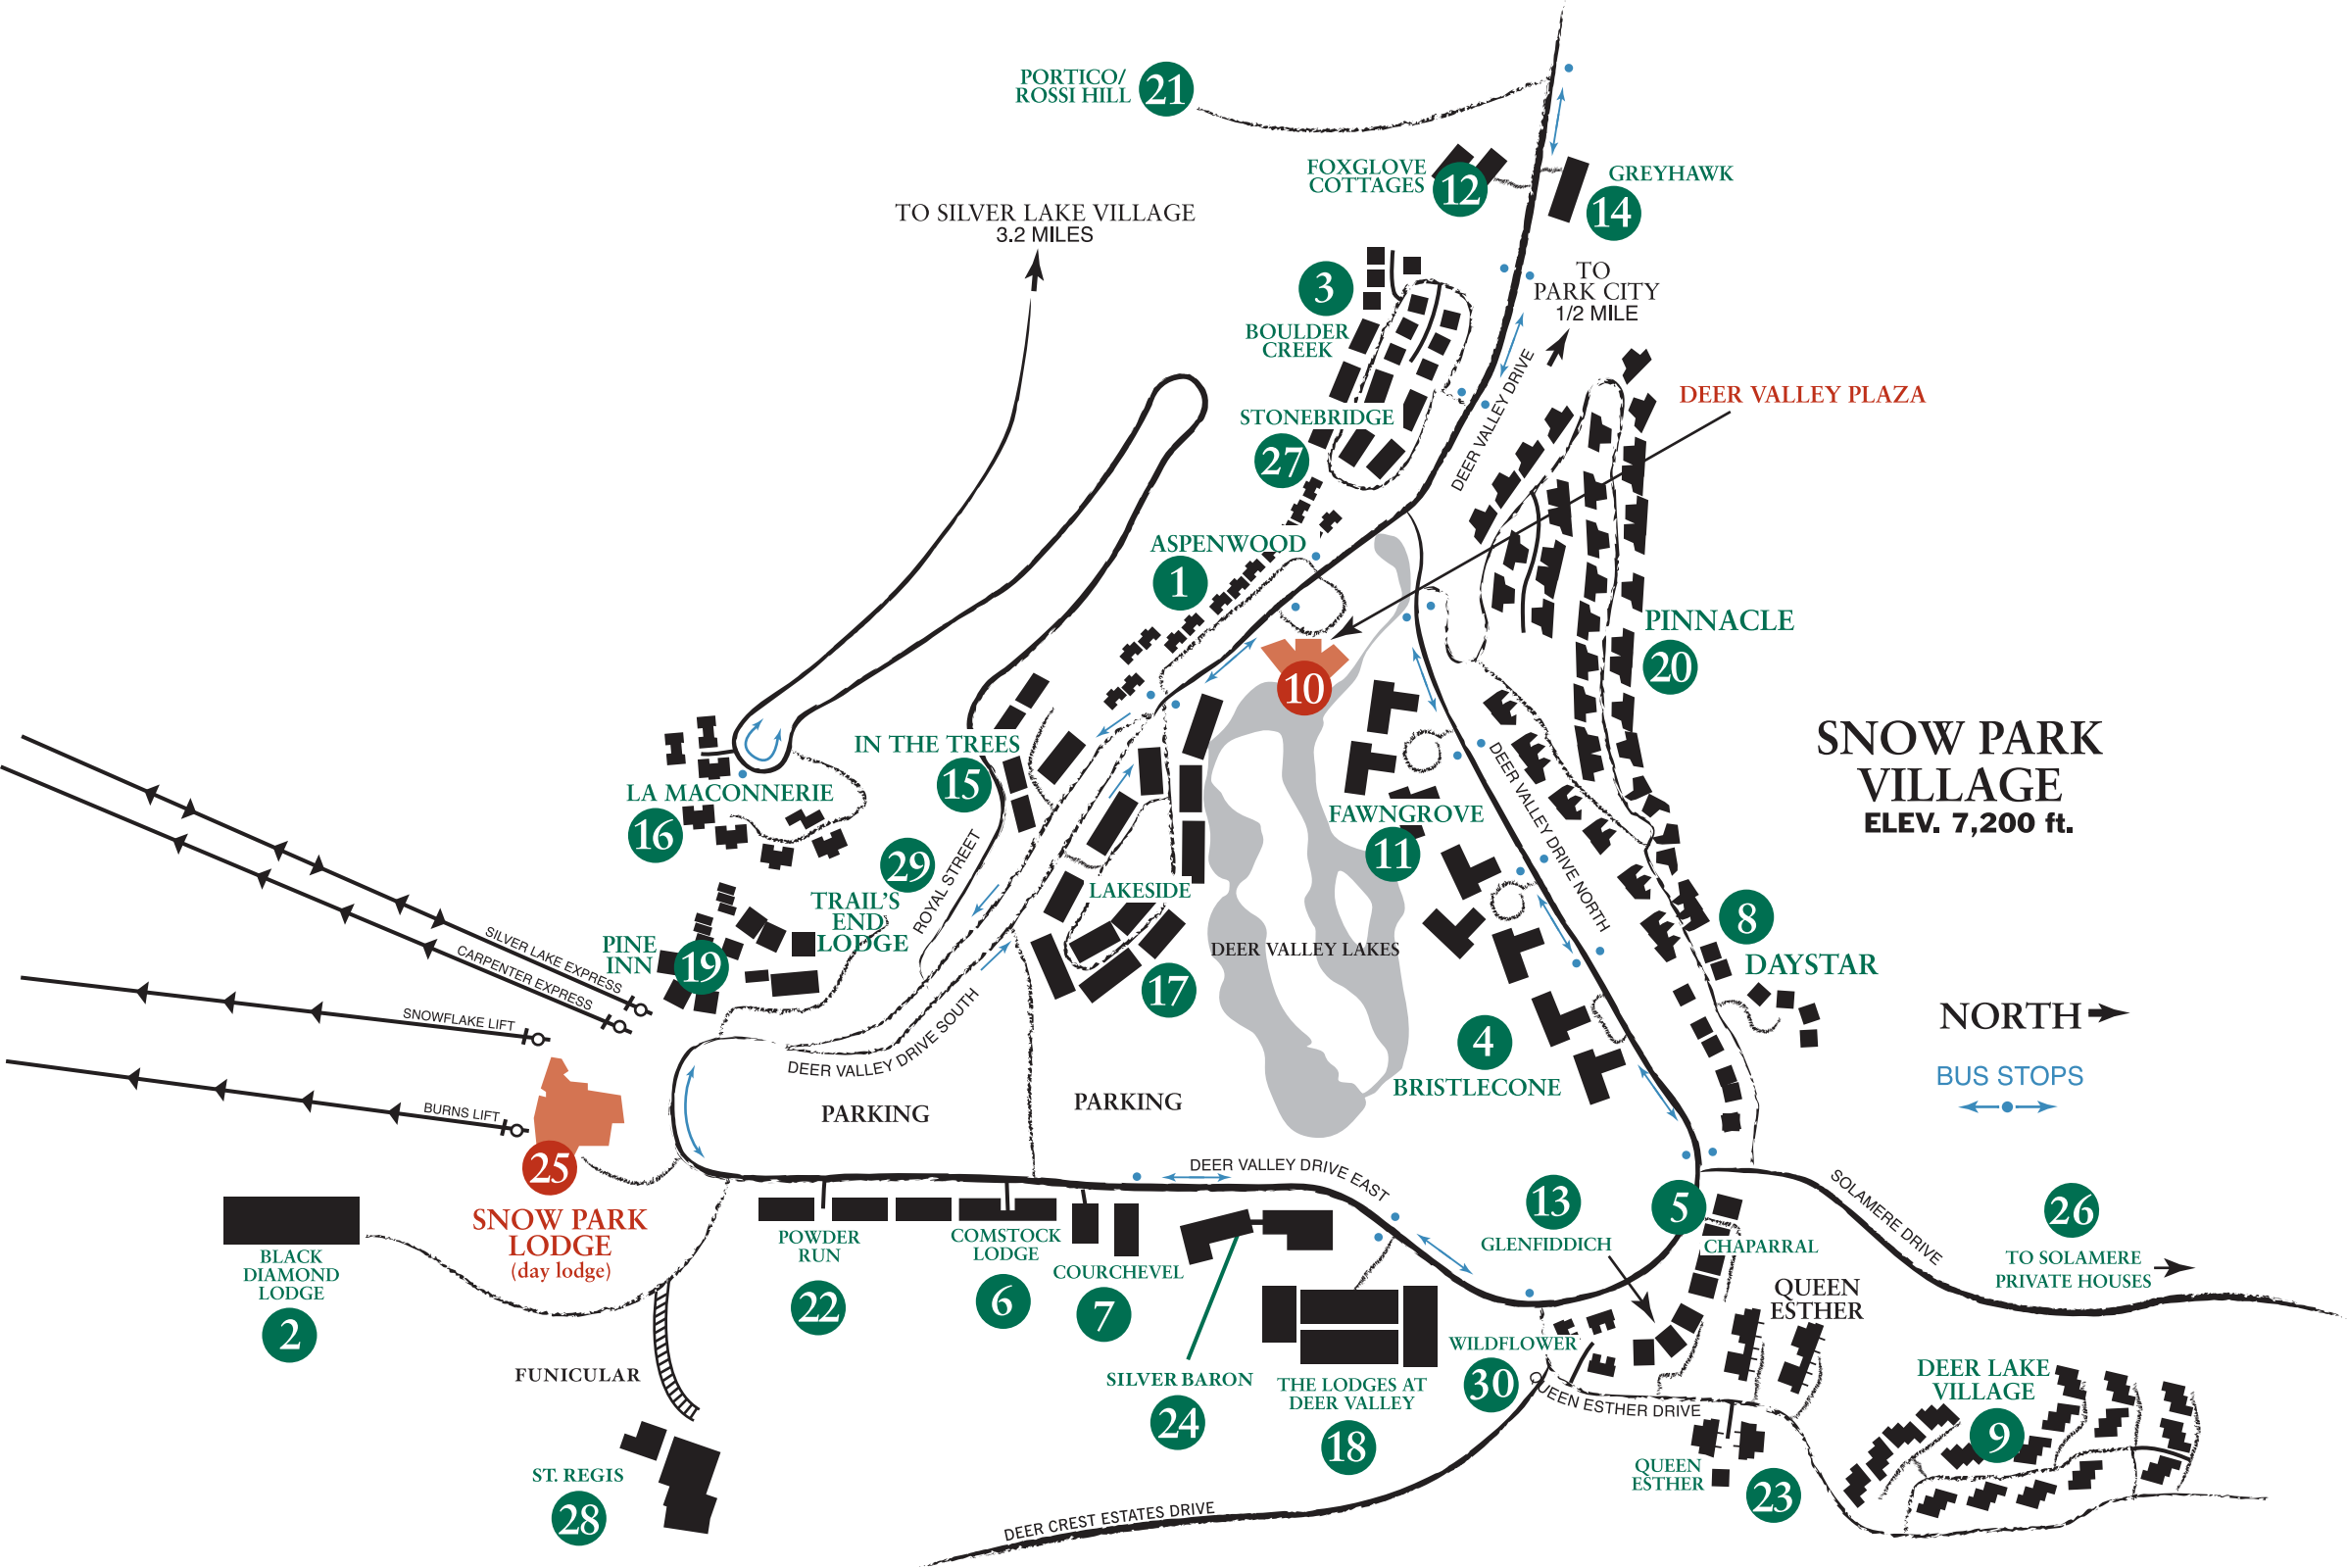 PORTICO/
ROSSI HILL
21
FOXGLOVE
COTTAGES
12
GREYHAWK
14
TO SILVER LAKE VILLAGE
3.2 MILES
3
BOULDER
CREEK
TO
PARK CITY
1/2 MILE
DEER VALLEY DRIVE
DEER VALLEY PLAZA
STONEBRIDGE
27
ASPENWOOD
1
10
PINNACLE
20
SNOW PARK
VILLAGE
ELEV. 7,200 ft.
IN THE TREES
15
LA MACONNERIE
16
FAWNGROVE
11
DEER VALLEY DRIVE NORTH
29
TRAIL'S
END
LODGE
ROYAL STREET
LAKESIDE
17
DEER VALLEY LAKES
8
DAYSTAR
PINE
INN
19
SILVER LAKE EXPRESS
CARPENTER EXPRESS
SNOWFLAKE LIFT
BURNS LIFT
DEER VALLEY DRIVE SOUTH
4
BRISTLECONE
NORTH
BUS STOPS
PARKING
PARKING
25
SNOW PARK
LODGE
(day lodge)
BLACK
DIAMOND
LODGE
2
DEER VALLEY DRIVE EAST
POWDER
RUN
22
COMSTOCK
LODGE
6
COURCHEVEL
7
SILVER BARON
24
THE LODGES AT
DEER VALLEY
18
13
GLENFIDDICH
5
CHAPARRAL
SOLAMERE DRIVE
26
TO SOLAMERE
PRIVATE HOUSES
QUEEN
ESTHER
WILDFLOWER
30
QUEEN ESTHER DRIVE
DEER LAKE
VILLAGE
9
QUEEN
ESTHER
23
FUNICULAR
ST. REGIS
28
DEER CREST ESTATES DRIVE